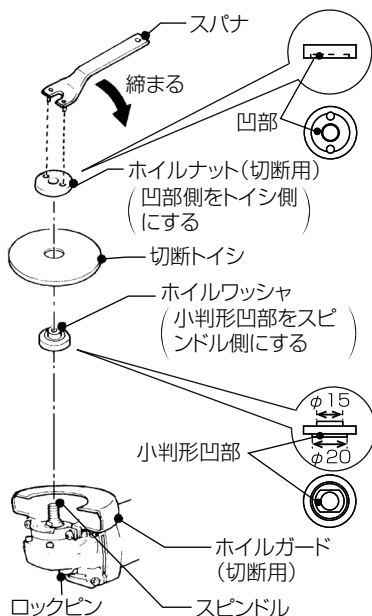 スパナ
締まる
凹部
ホイルナット(切断用)
(凹部側をトイシ側
にする)
切断トイシ
ホイルワッシャ
(小判形凹部をスピ
ンドル側にする)
φ15
小判形凹部
φ20
ホイルガード
(切断用)
ロックピン
スピンドル